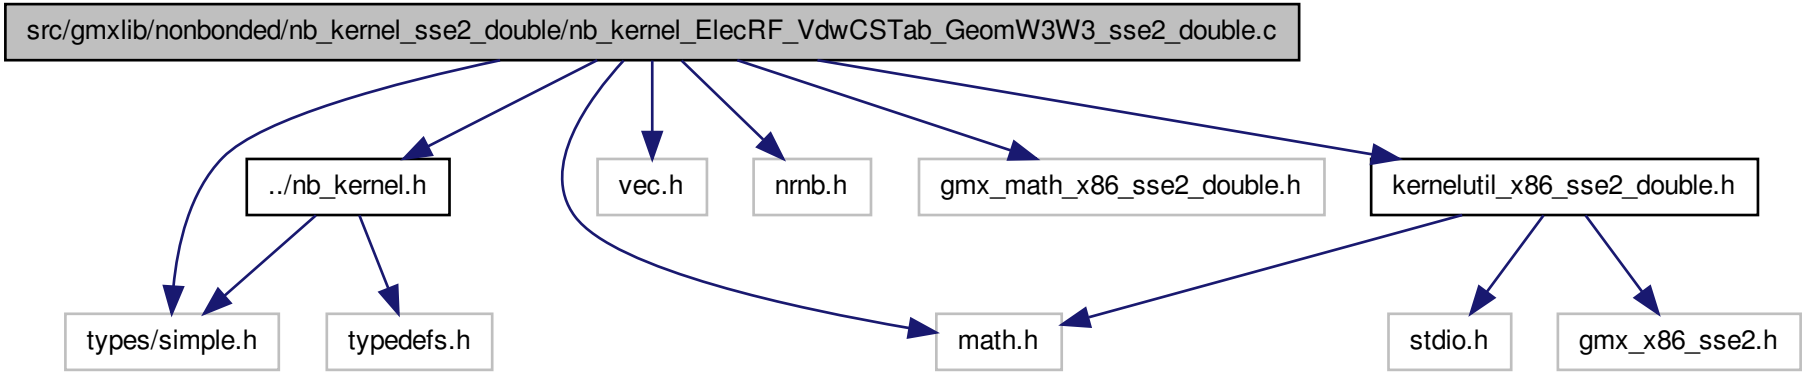 src/gmxlib/nonbonded/nb_kernel_sse2_double/nb_kernel_ElecRF_VdwCSTab_GeomW3W3_sse2_double.c
../nb_kernel.h
vec.h
nrnb.h
gmx_math_x86_sse2_double.h
kernelutil_x86_sse2_double.h
types/simple.h
typedefs.h
math.h
stdio.h
gmx_x86_sse2.h